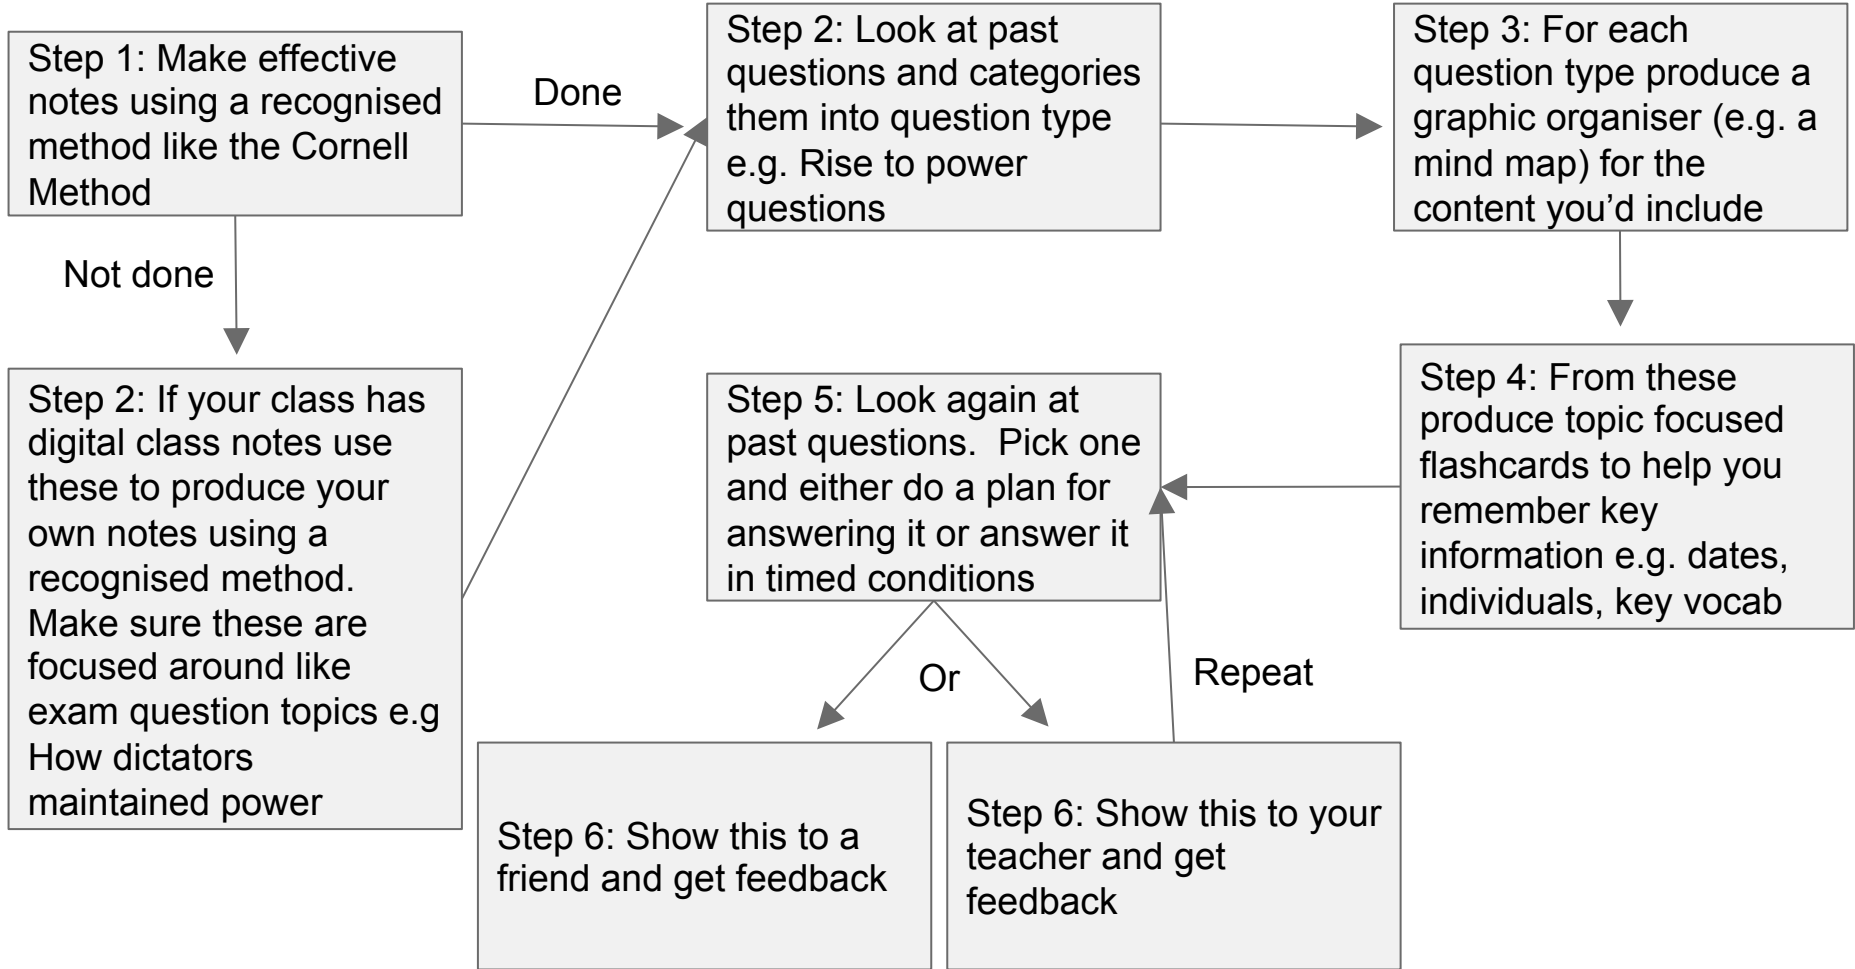 Step 1: Make effective
notes using a recognised
method like the Cornell
Method
Done
Step 2: Look at past
questions and categories
them into question type
e.g. Rise to power
questions
Step 3: For each
question type produce a
graphic organiser (e.g. a
mind map) for the
content you’d include
Not done
Step 2: If your class has
digital class notes use
these to produce your
own notes using a
recognised method.
Make sure these are
focused around like
exam question topics e.g
How dictators
maintained power
Step 4: From these
produce topic focused
flashcards to help you
remember key
information e.g. dates,
individuals, key vocab
Step 5: Look again at
past questions.  Pick one
and either do a plan for
answering it or answer it
in timed conditions
Or
Repeat
Step 6: Show this to a
friend and get feedback
Step 6: Show this to your
teacher and get
feedback